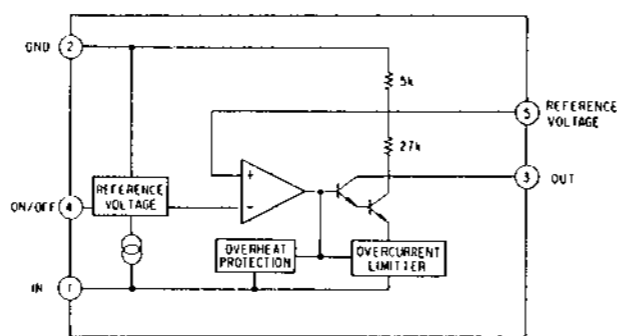 GND 2
5k
5 REFERENCE
VOLTAGE
27k
+
3 OUT
REFERENCE
VOLTAGE
ON/OFF 4
-
OVERHEAT
PROTECTION
OVERCURRENT
LIMITTER
IN 1